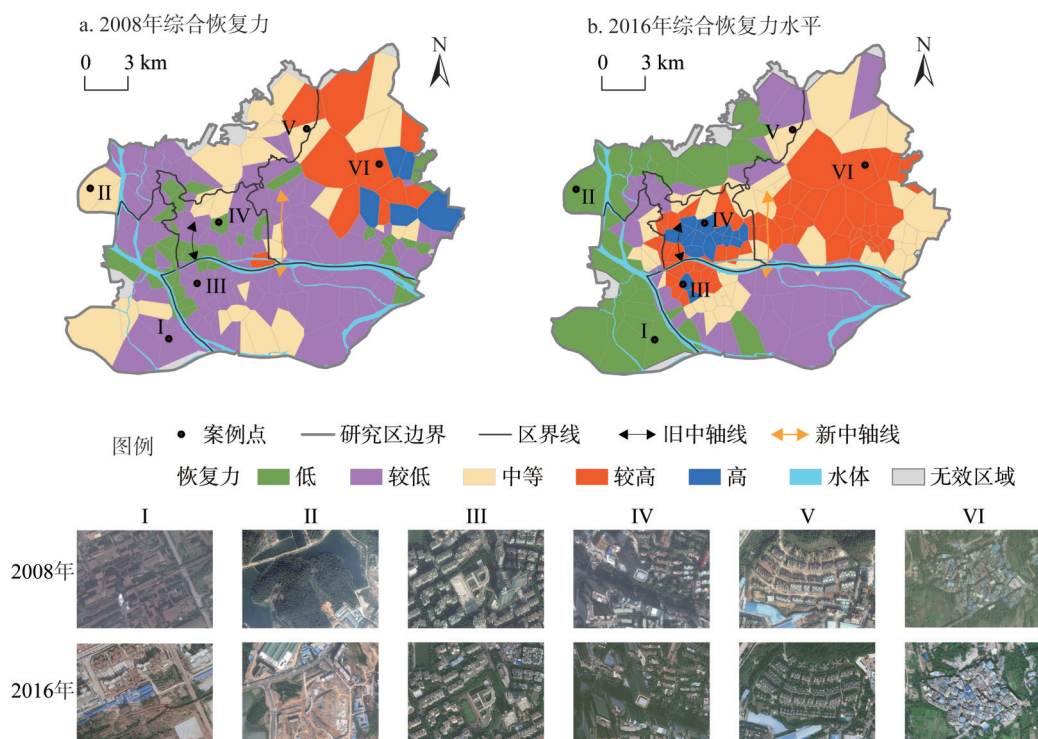 a. 2008年综合恢复力
b. 2016年综合恢复力水平
0 3 km
N
0 3 km
N
V
VI
II
IV
III
I
V
VI
II
IV
III
I
图例 案例点 研究区边界 区界线 旧中轴线 新中轴线
恢复力 低 较低 中等 较高 高 水体 无效区域
I II III IV V VI
2008年
2016年